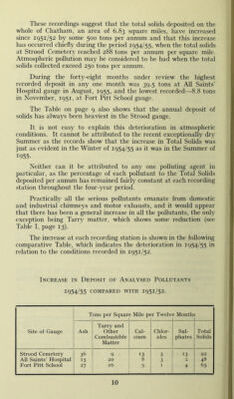 These recordings suggest that the total solids deposited on the
whole of Chatham, an area of 6.83 square miles, have increased
since 1951/52 by some 500 tons per annum and that this increase
has occurred chiefly during the period 1954/55, when the total solids
at Strood Cemetery reached 288 tons per annum per square mile.
Atmospheric pollution may be considered to be bad when the total
solids collected exceed 250 tons per annum.
During the forty-eight months under review the highest
recorded deposit in any one month was 39.5 tons at All Saints'
Hospital gauge in August, 1955, and the lowest recorded—8.8 tons
in November, 1951, at Fort Pitt School gauge.
The Table on page 9 also shows that the annual deposit of
solids has always been heaviest in the Strood gauge.
It is not easy to explain this deterioration in atmospheric
conditions. It cannot be attributed to the recent exceptionally dry
Summer as the records show that the increase in Total Solids was
just as evident in the Winter of 1954/55 as it was in the Summer of
1955.
Neither can it be attributed to any one polluting agent in
particular, as the percentage of each pollutant to the Total Solids
deposited per annum has remained fairly constant at each recording
station throughout the four-year period.
Practically all the serious pollutants emanate from domestic
and industrial chimneys and motor exhausts, and it would appear
that there has been a general increase in all the pollutants, the only
exception being Tarry matter, which shows some reduction (see
Table I, page 13).
The increase at each recording station is shown in the following
comparative Table, which indicates the deterioration in 1954/55 in
relation to the conditions recorded in 1951/52.
Increase in Deposit of Analysed Pollutants
1954/55 compared with 1951/52.
Tons per Square Mile per Twelve Months
Site of Gauge Ash Tarry and Other Combustible Matter Calcium Chlorides Sulphates Total Solids
Strood Cemetery 36 9 13 13 92
All Saints' Hospital 13 20 8 3 2 48
Fort Pitt School 27 26 1 4 63
10